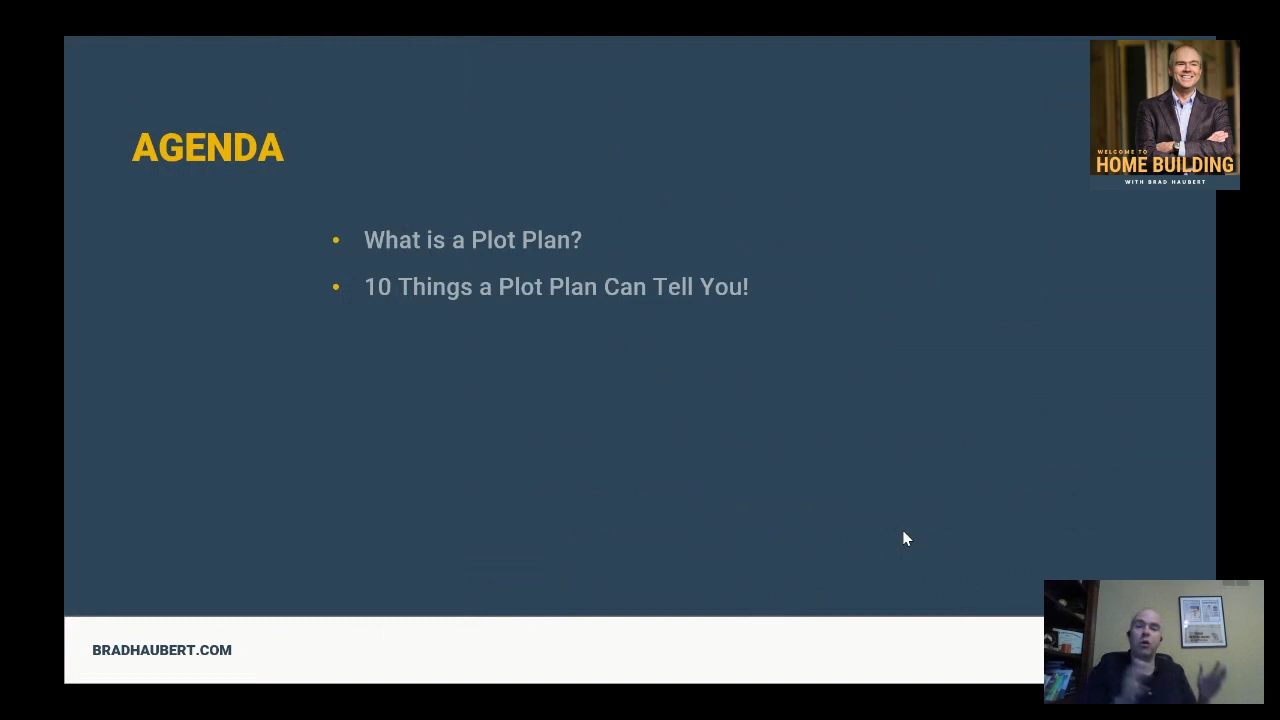 AGENDA
• What is a Plot Plan?
• 10 Things a Plot Plan Can Tell You!
WELCOME TO
HOME BUILDING
WITH BRAD HAUBERT
BRADHAUBERT.COM